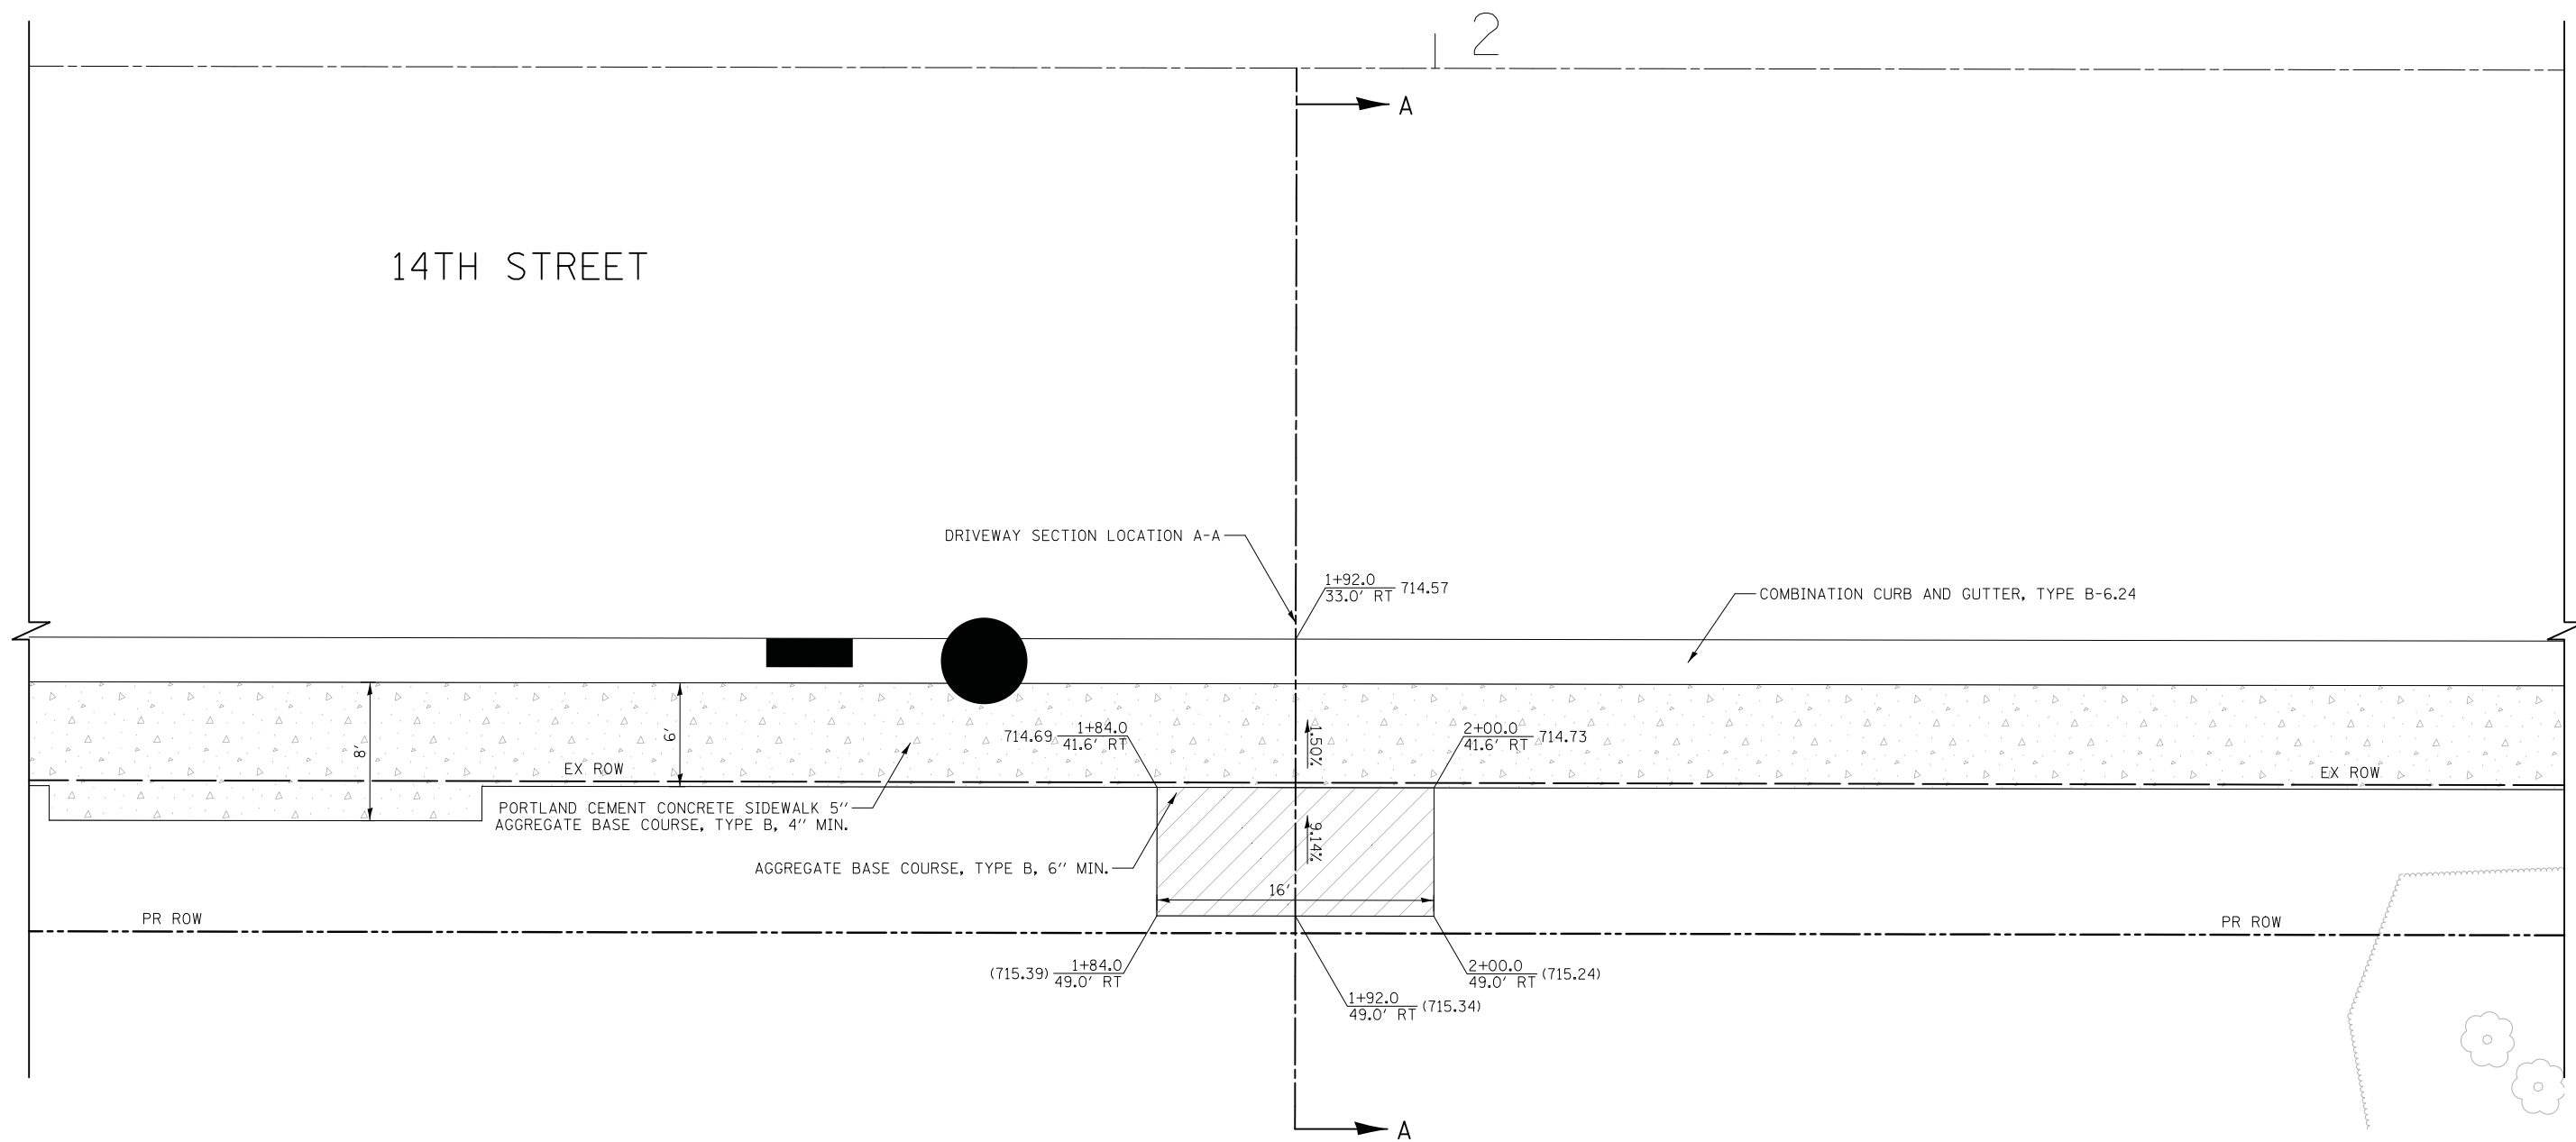 2
A
14TH STREET
DRIVEWAY SECTION LOCATION A-A
1+92.0
33.0' RT
714.57
COMBINATION CURB AND GUTTER, TYPE B-6.24
8'
6'
714.69
1+84.0
41.6' RT
1.50%
2+00.0
41.6' RT
714.73
EX ROW
EX ROW
PORTLAND CEMENT CONCRETE SIDEWALK 5"
AGGREGATE BASE COURSE, TYPE B, 4" MIN.
AGGREGATE BASE COURSE, TYPE B, 6" MIN.
9.14%
16'
PR ROW
PR ROW
(715.39)
1+84.0
49.0' RT
2+00.0
49.0' RT
(715.24)
1+92.0
49.0' RT
(715.34)
A